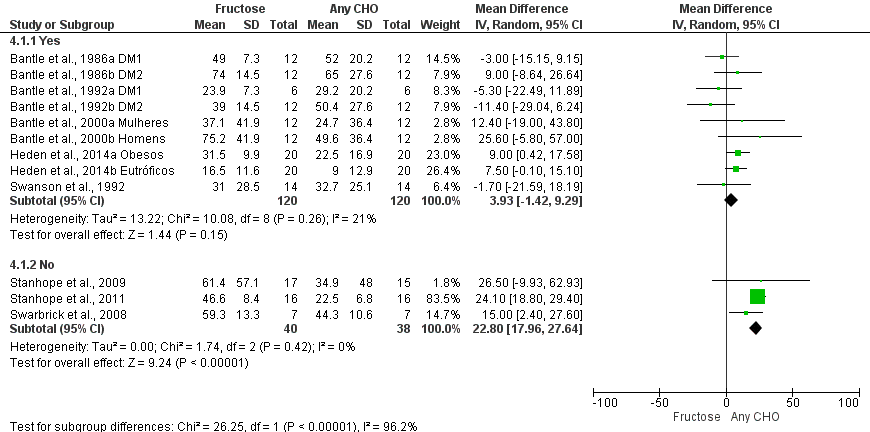 Fructose Any CHO Mean Difference Mean Difference
Study or Subgroup Mean SD Total Mean SD Total Weight IV, Random, 95% CI IV, Random, 95% CI
4.1.1 Yes
Bantle et al., 1986a DM1 49 7.3 12 52 20.2 12 14.5% -3.00 [-15.15, 9.15]
Bantle et al., 1986b DM2 74 14.5 12 65 27.6 12 7.9% 9.00 [-8.64, 26.64]
Bantle et al., 1992a DM1 23.9 7.3 6 29.2 20.2 6 8.3% -5.30 [-22.49, 11.89]
Bantle et al., 1992b DM2 39 14.5 12 50.4 27.6 12 7.9% -11.40 [-29.04, 6.24]
Bantle et al., 2000a Mulheres 37.1 41.9 12 24.7 36.4 12 2.8% 12.40 [-19.00, 43.80]
Bantle et al., 2000b Homens 75.2 41.9 12 49.6 36.4 12 2.8% 25.60 [-5.80, 57.00]
Heden et al., 2014a Obesos 31.5 9.9 20 22.5 16.9 20 23.0% 9.00 [0.42, 17.58]
Heden et al., 2014b Eutróficos 16.5 11.6 20 9 12.9 20 26.4% 7.50 [-0.10, 15.10]
Swanson et al., 1992 31 28.5 14 32.7 25.1 14 6.4% -1.70 [-21.59, 18.19]
Subtotal (95% CI) 120 120 100.0% 3.93 [-1.42, 9.29]
Heterogeneity: Tau² = 13.22; Chi² = 10.08, df = 8 (P = 0.26); I² = 21%
Test for overall effect: Z = 1.44 (P = 0.15)
4.1.2 No
Stanhope et al., 2009 61.4 57.1 17 34.9 48 15 1.8% 26.50 [-9.93, 62.93]
Stanhope et al., 2011 46.6 8.4 16 22.5 6.8 16 83.5% 24.10 [18.80, 29.40]
Swarbrick et al., 2008 59.3 13.3 7 44.3 10.6 7 14.7% 15.00 [2.40, 27.60]
Subtotal (95% CI) 40 38 100.0% 22.80 [17.96, 27.64]
Heterogeneity: Tau² = 0.00; Chi² = 1.74, df = 2 (P = 0.42); I² = 0%
Test for overall effect: Z = 9.24 (P < 0.00001)
-100 -50 0 50 100
Fructose Any CHO
Test for subgroup differences: Chi² = 26.25, df = 1 (P < 0.00001), I² = 96.2%